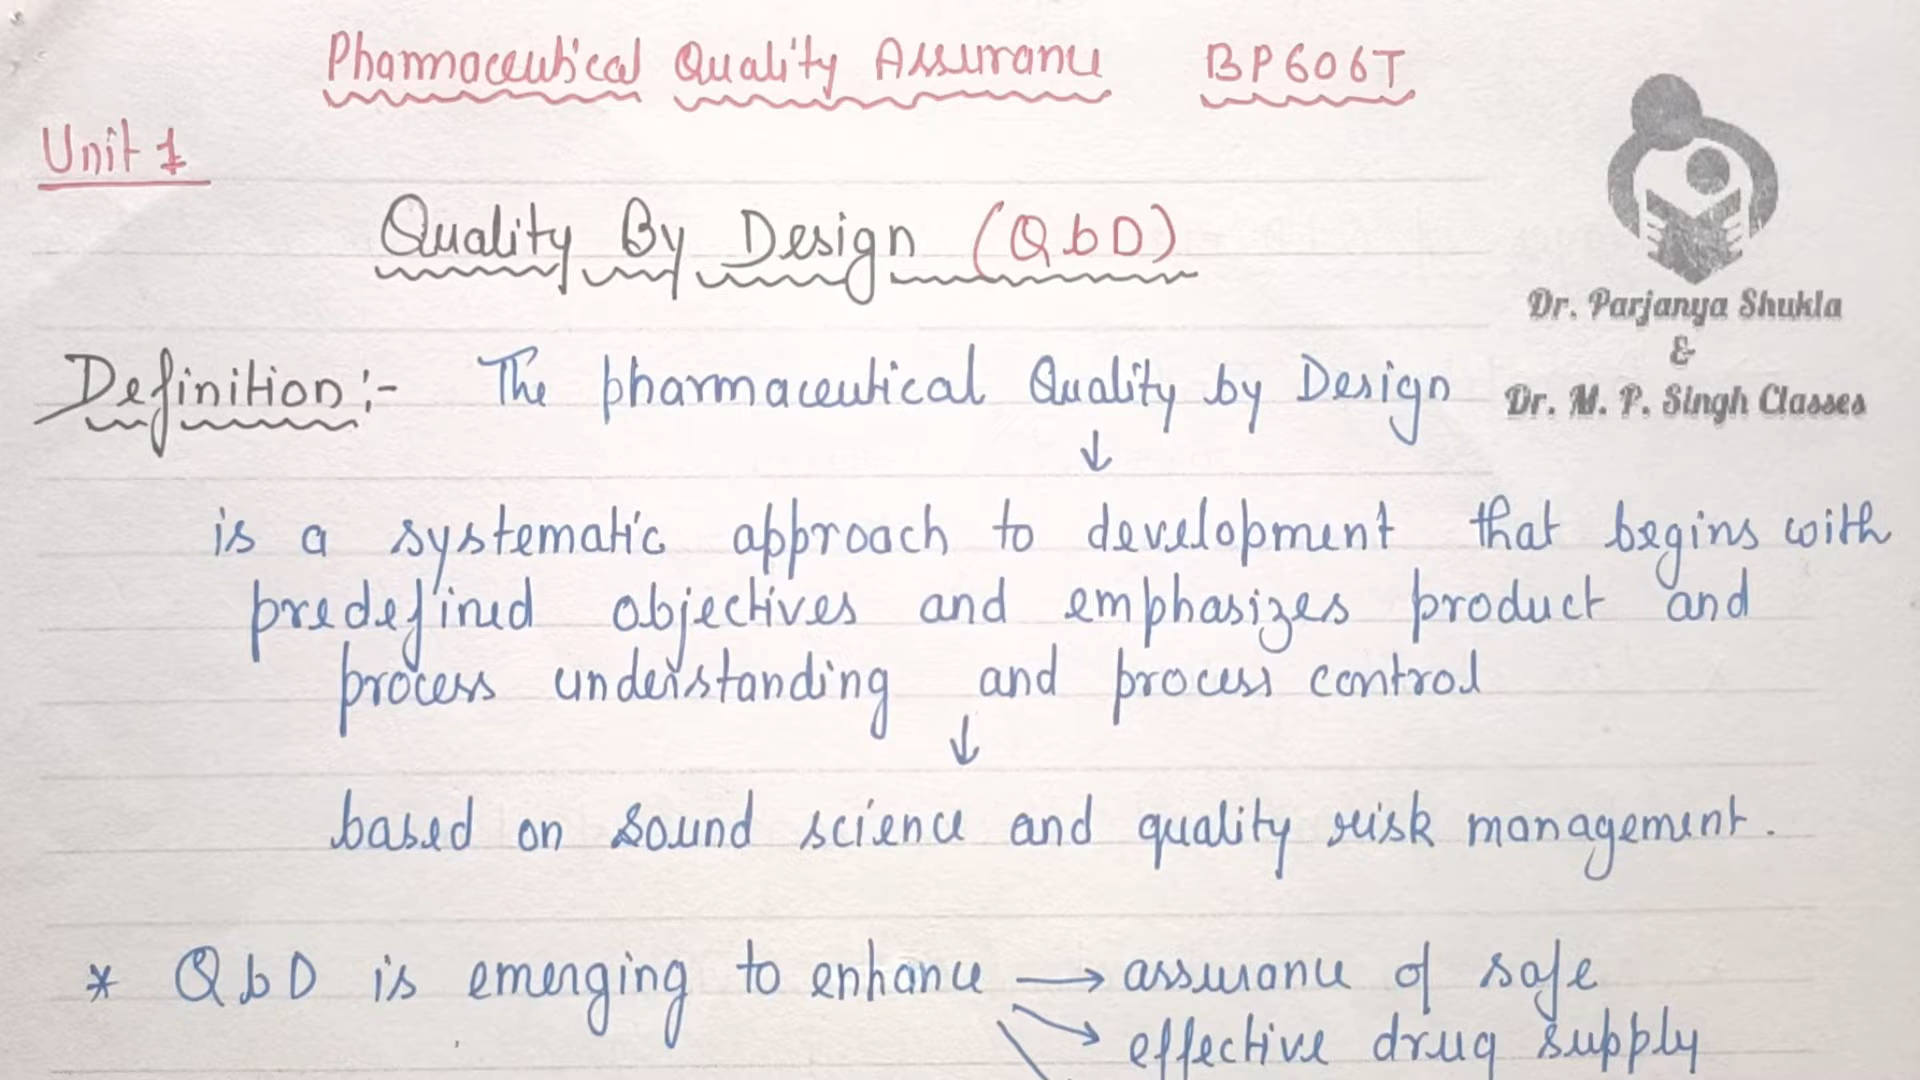 Pharmaceutical Quality Assurance BP606T
Unit 1
Quality By Design (QbD)
Dr. Parjanya Shukla
&
Dr. M. P. Singh Classes
Definition :- The pharmaceutical Quality by Design
↓
is a systematic approach to development that begins with
predefined objectives and emphasizes product and
process understanding and process control
↓
based on sound science and quality risk management.
* QbD is emerging to enhance → assurance of safe
→ effective drug supply